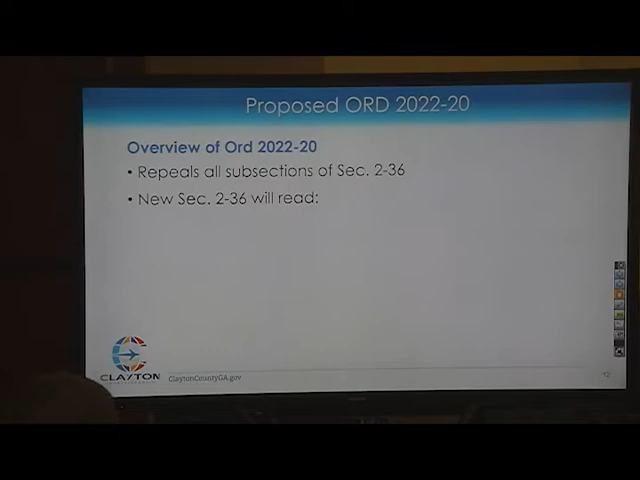 Proposed ORD 2022-20
Overview of Ord 2022-20
• Repeals all subsections of Sec. 2-36
• New Sec. 2-36 will read:
CLAYTON
ClaytonCountyGA.gov
12